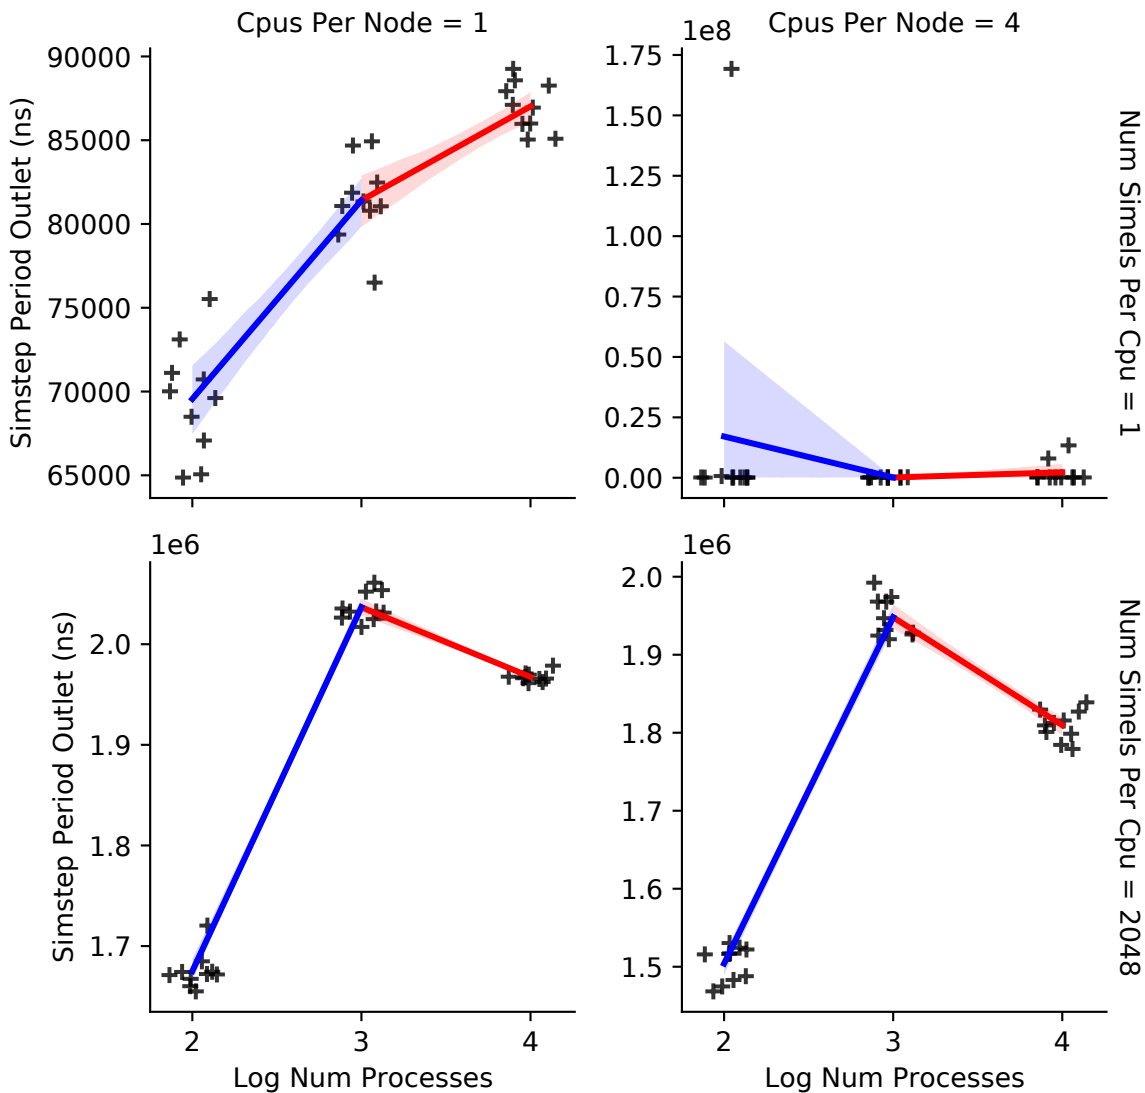 Cpus Per Node = 1
Cpus Per Node = 4
1e8
90000
85000
80000
75000
70000
65000
Simstep Period Outlet (ns)
1.75
1.50
1.25
1.00
0.75
0.50
0.25
0.00
Num Simels Per Cpu = 1
1e6
2.0
1.9
1.8
1.7
Simstep Period Outlet (ns)
1e6
2.0
1.9
1.8
1.7
1.6
1.5
Num Simels Per Cpu = 2048
2
3
4
Log Num Processes
2
3
4
Log Num Processes